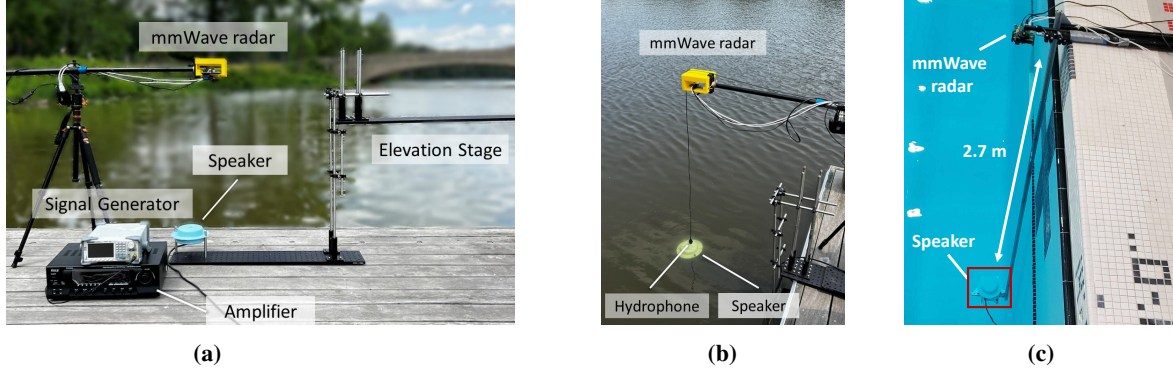 mmWave radar
Speaker
Elevation Stage
Signal Generator
Amplifier
(a)
mmWave radar
Hydrophone
Speaker
(b)
mmWave
radar
2.7 m
Speaker
(c)